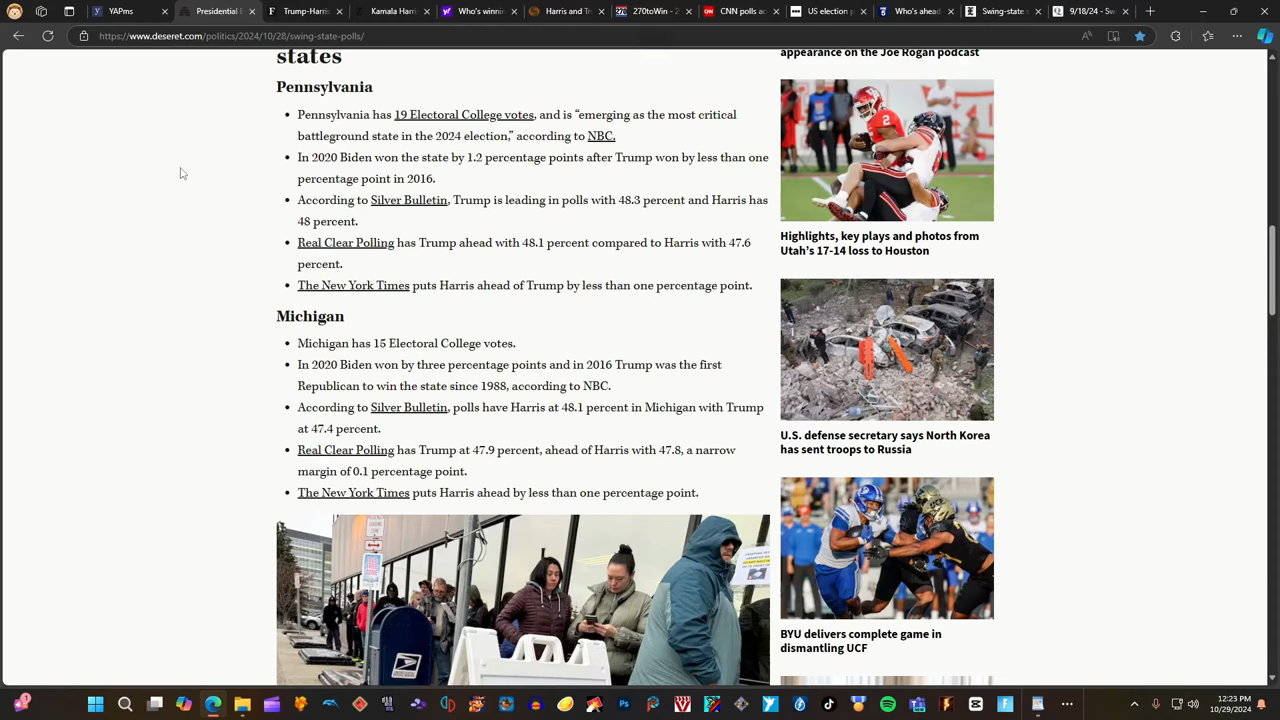 YAPms
Presidential E
2024 Presiden
270toWin - 2
CNN polls ac
US election p
Swing-state p
9/18/24 - Sw
https://www.deseret.com/politics/2024/10/28/swing-state-polls/
states
Pennsylvania
• Pennsylvania has 19 Electoral College votes, and is “emerging as the most critical
battleground state in the 2024 election,” according to NBC.
• In 2020 Biden won the state by 1.2 percentage points after Trump won by less than one
percentage point in 2016.
• According to Silver Bulletin, Trump is leading in polls with 48.3 percent and Harris has
48 percent.
• Real Clear Polling has Trump ahead with 48.1 percent compared to Harris with 47.6
percent.
• The New York Times puts Harris ahead of Trump by less than one percentage point.
Michigan
• Michigan has 15 Electoral College votes.
• In 2020 Biden won by three percentage points and in 2016 Trump was the first
Republican to win the state since 1988, according to NBC.
• According to Silver Bulletin, polls have Harris at 48.1 percent in Michigan with Trump
at 47.4 percent.
• Real Clear Polling has Trump at 47.9 percent, ahead of Harris with 47.8, a narrow
margin of 0.1 percentage point.
• The New York Times puts Harris ahead by less than one percentage point.
appearance on the Joe Rogan podcast
Highlights, key plays and photos from
Utah’s 17-14 loss to Houston
U.S. defense secretary says North Korea
has sent troops to Russia
BYU delivers complete game in
dismantling UCF
12:23 PM
10/29/2024